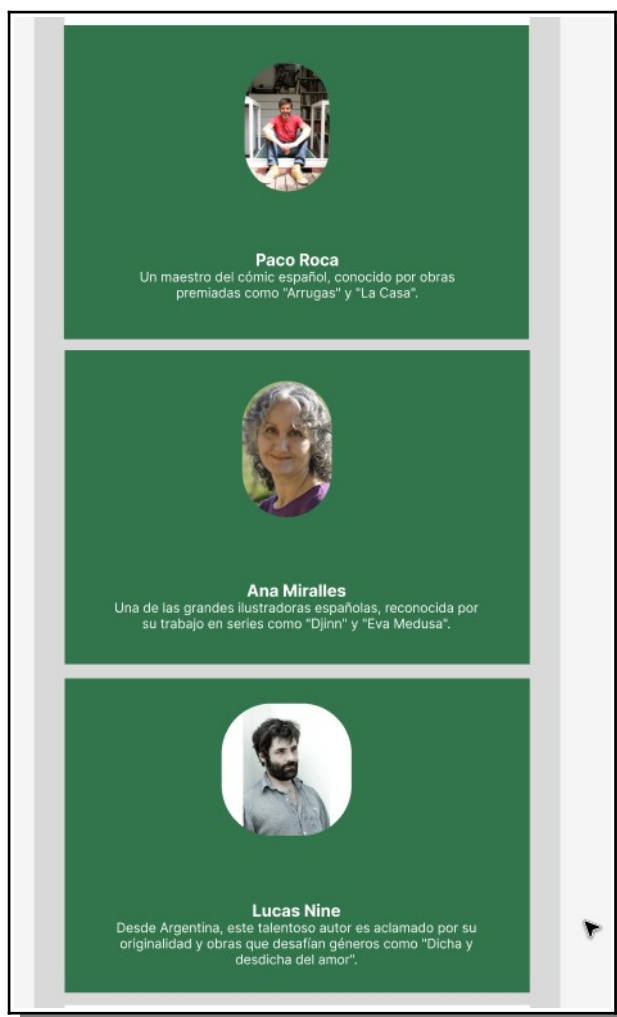 Paco Roca
Un maestro del cómic español, conocido por obras
premiadas como "Arrugas" y "La Casa".
Ana Miralles
Una de las grandes ilustradoras españolas, reconocida por
su trabajo en series como "Djinn" y "Eva Medusa".
Lucas Nine
Desde Argentina, este talentoso autor es aclamado por su
originalidad y obras que desafían géneros como "Dicha y
desdicha del amor".